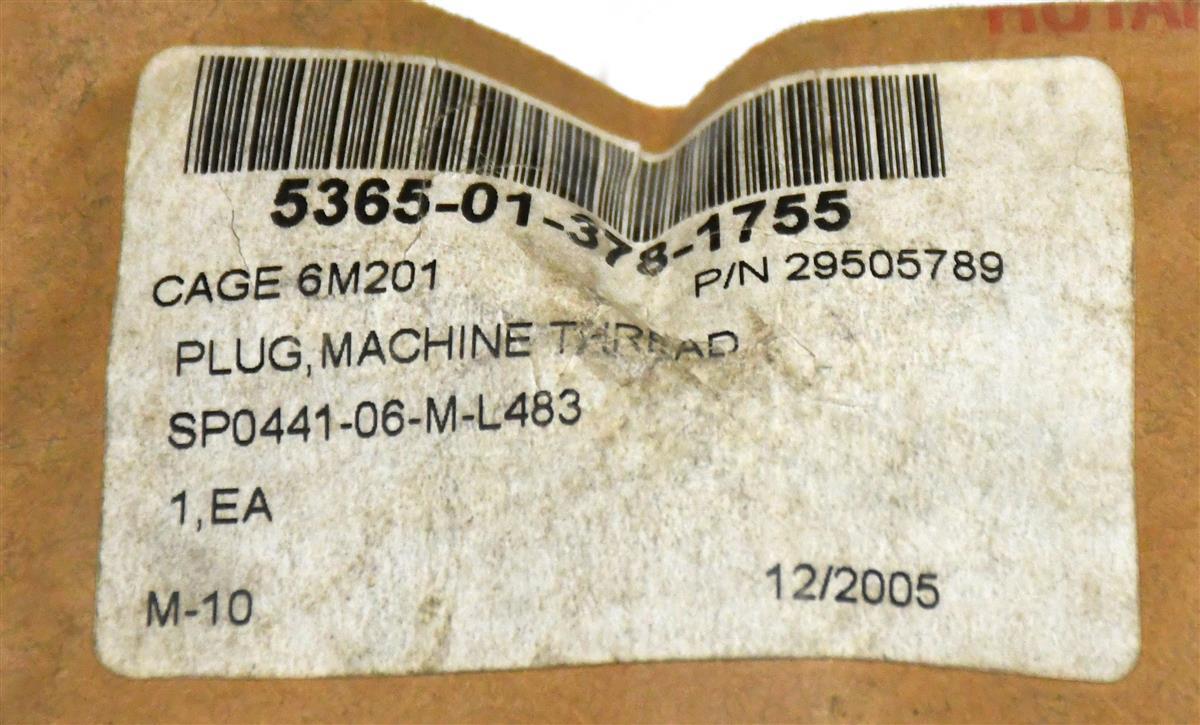 5365-01-378-1755
CAGE 6M201 P/N 29505789
PLUG, MACHINE THREAD
SP0441-06-M-L483
1, EA
M-10 12/2005